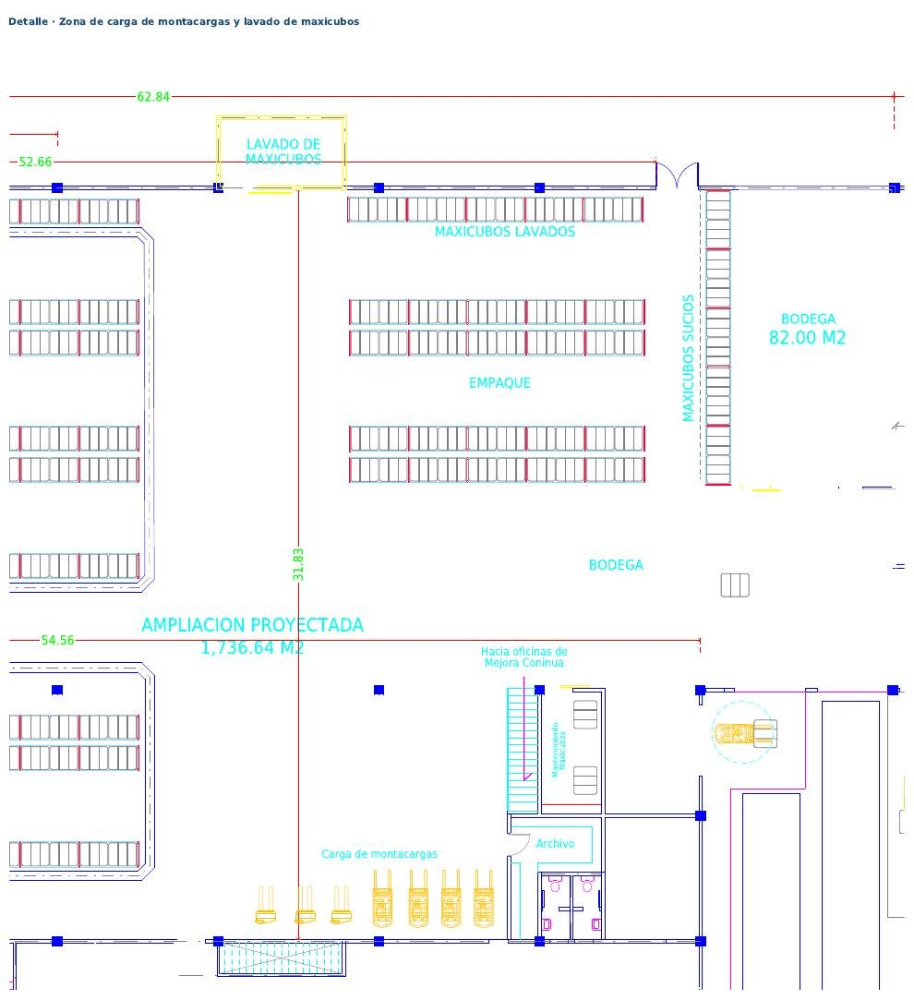 Detalle · Zona de carga de montacargas y lavado de maxicubos
62.84
LAVADO DE
MAXICUBOS
52.66
MAXICUBOS LAVADOS
MAXICUBOS SUCIOS
BODEGA
82.00 M2
EMPAQUE
31.83
BODEGA
AMPLIACION PROYECTADA
1,736.64 M2
54.56
Hacia oficinas de
Mejora Coninua
Mantenimiento
Maxicubos
Archivo
Carga de montacargas